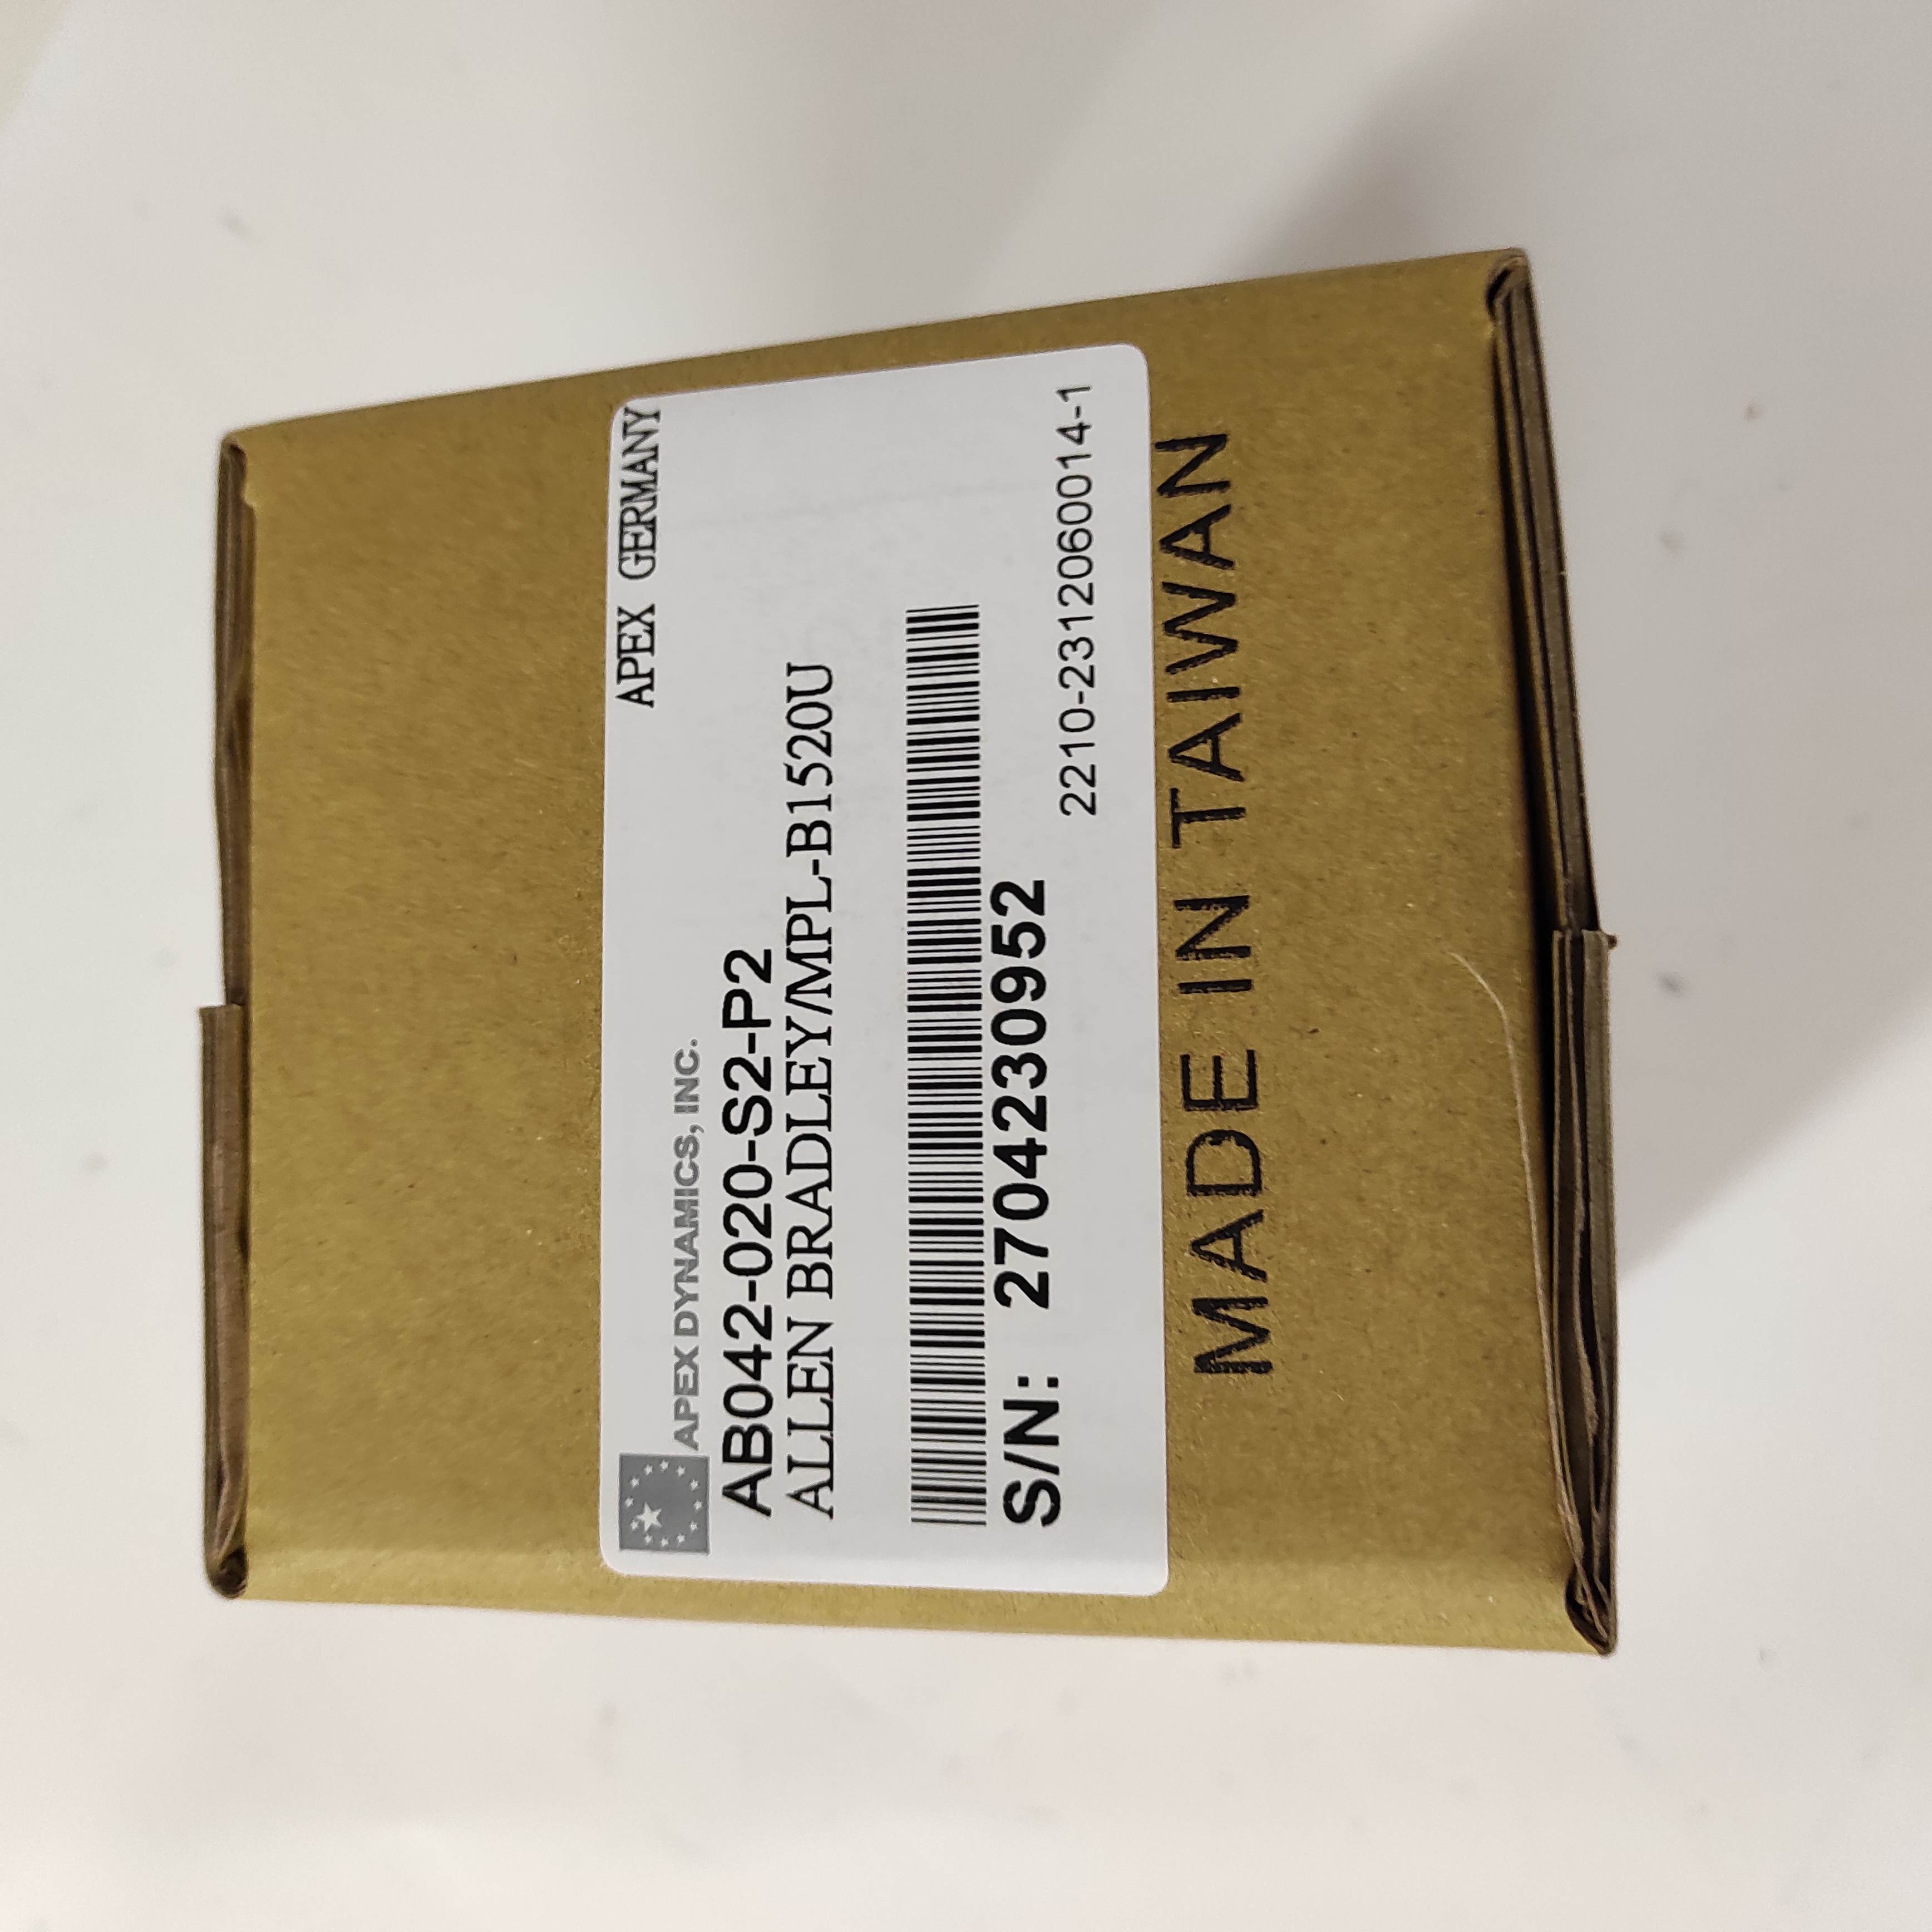 APEX GERMANY
APEX DYNAMICS, INC.
AB042-020-S2-P2
ALLEN BRADLEY/MPL-B1520U
S/N: 2704230952
2210-2312060014-1
MADE IN TAIWAN